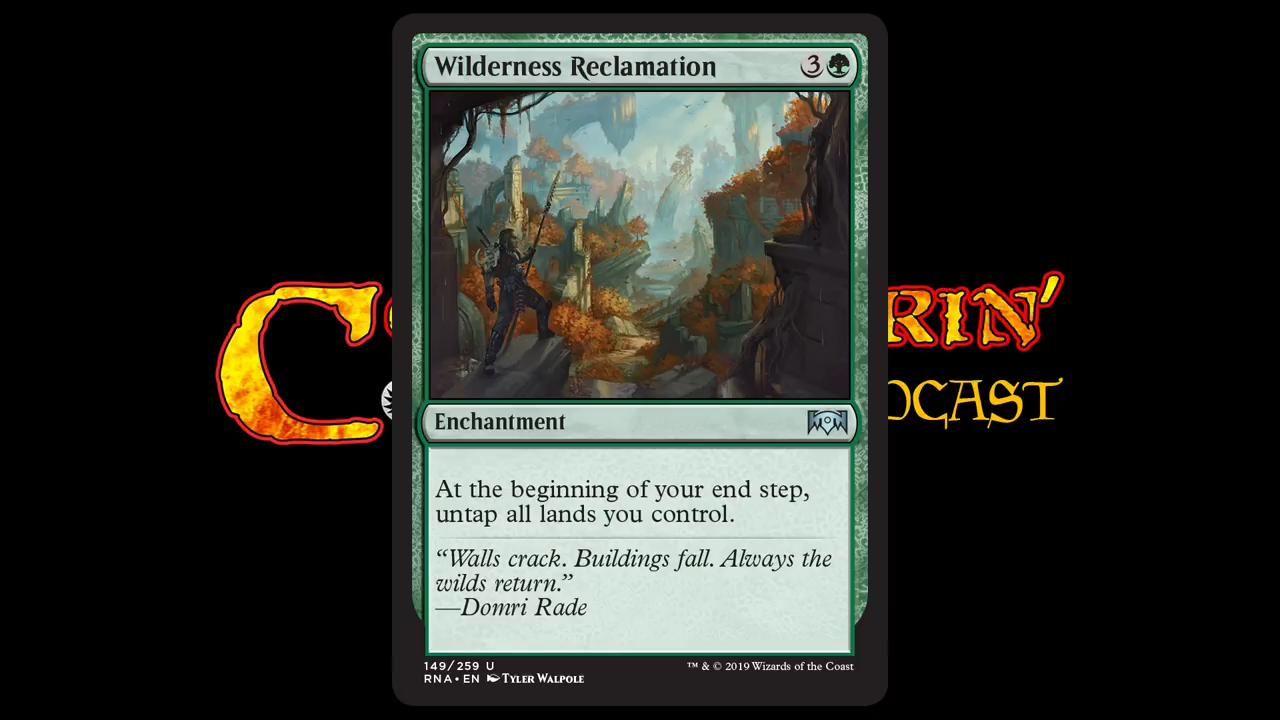 Wilderness Reclamation 3
Enchantment
At the beginning of your end step,
untap all lands you control.
“Walls crack. Buildings fall. Always the
wilds return.”
—Domri Rade
149/259 U
RNA • EN Tyler Walpole
™ & © 2019 Wizards of the Coast